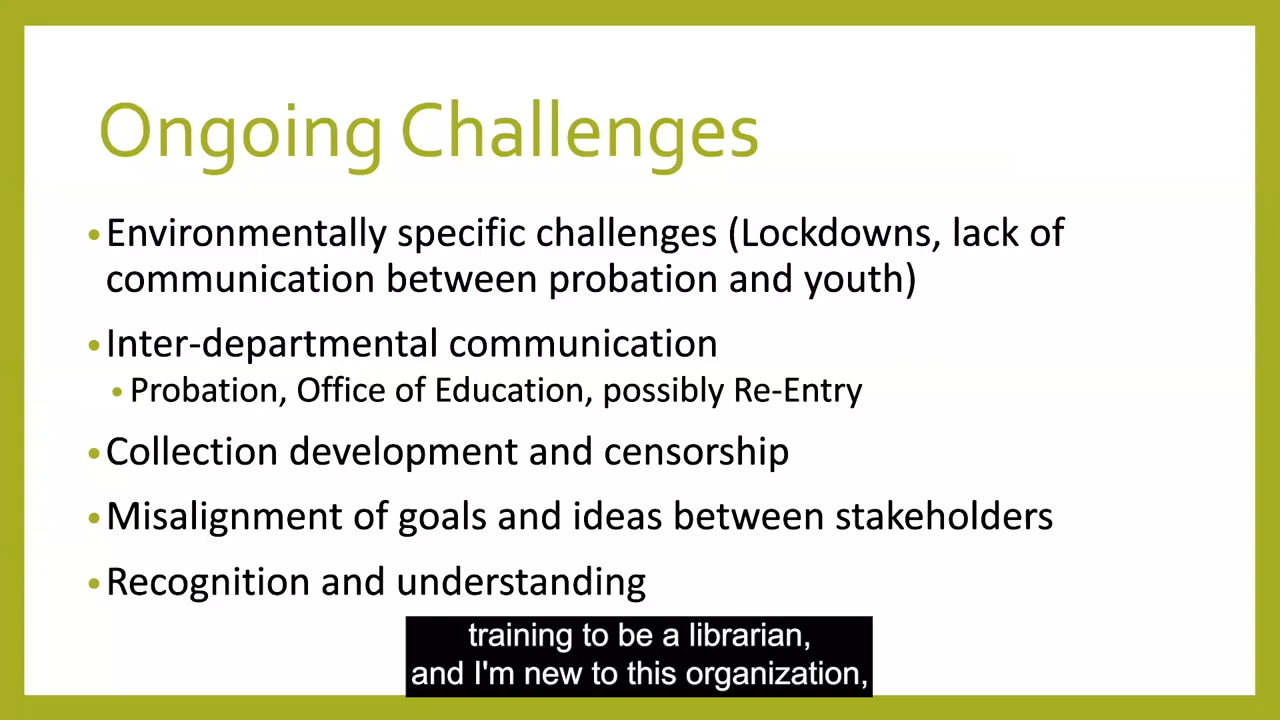 Ongoing Challenges
•Environmentally specific challenges (Lockdowns, lack of
communication between probation and youth)
•Inter-departmental communication
•Probation, Office of Education, possibly Re-Entry
•Collection development and censorship
•Misalignment of goals and ideas between stakeholders
•Recognition and understanding
training to be a librarian,
and I'm new to this organization,